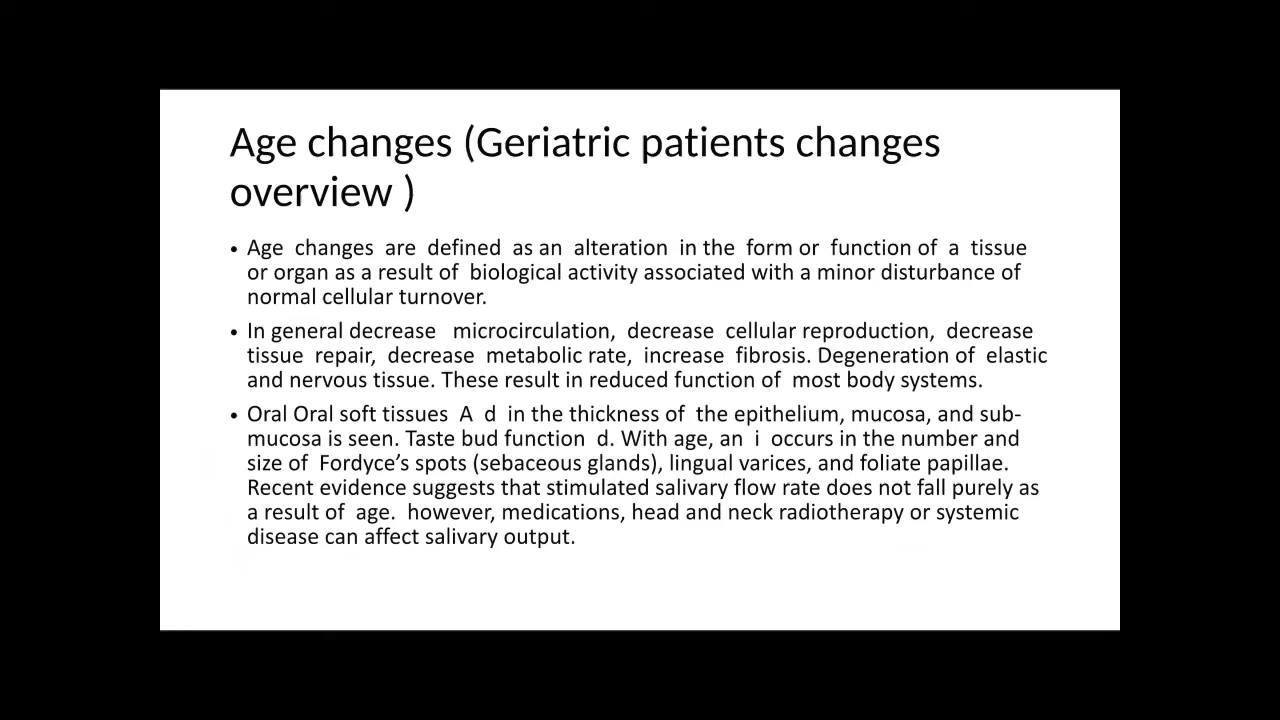 Age changes (Geriatric patients changes
overview )
• Age changes are defined as an alteration in the form or function of a tissue
or organ as a result of biological activity associated with a minor disturbance of
normal cellular turnover.
• In general decrease microcirculation, decrease cellular reproduction, decrease
tissue repair, decrease metabolic rate, increase fibrosis. Degeneration of elastic
and nervous tissue. These result in reduced function of most body systems.
• Oral Oral soft tissues A d in the thickness of the epithelium, mucosa, and sub-
mucosa is seen. Taste bud function d. With age, an i occurs in the number and
size of Fordyce’s spots (sebaceous glands), lingual varices, and foliate papillae.
Recent evidence suggests that stimulated salivary flow rate does not fall purely as
a result of age. however, medications, head and neck radiotherapy or systemic
disease can affect salivary output.